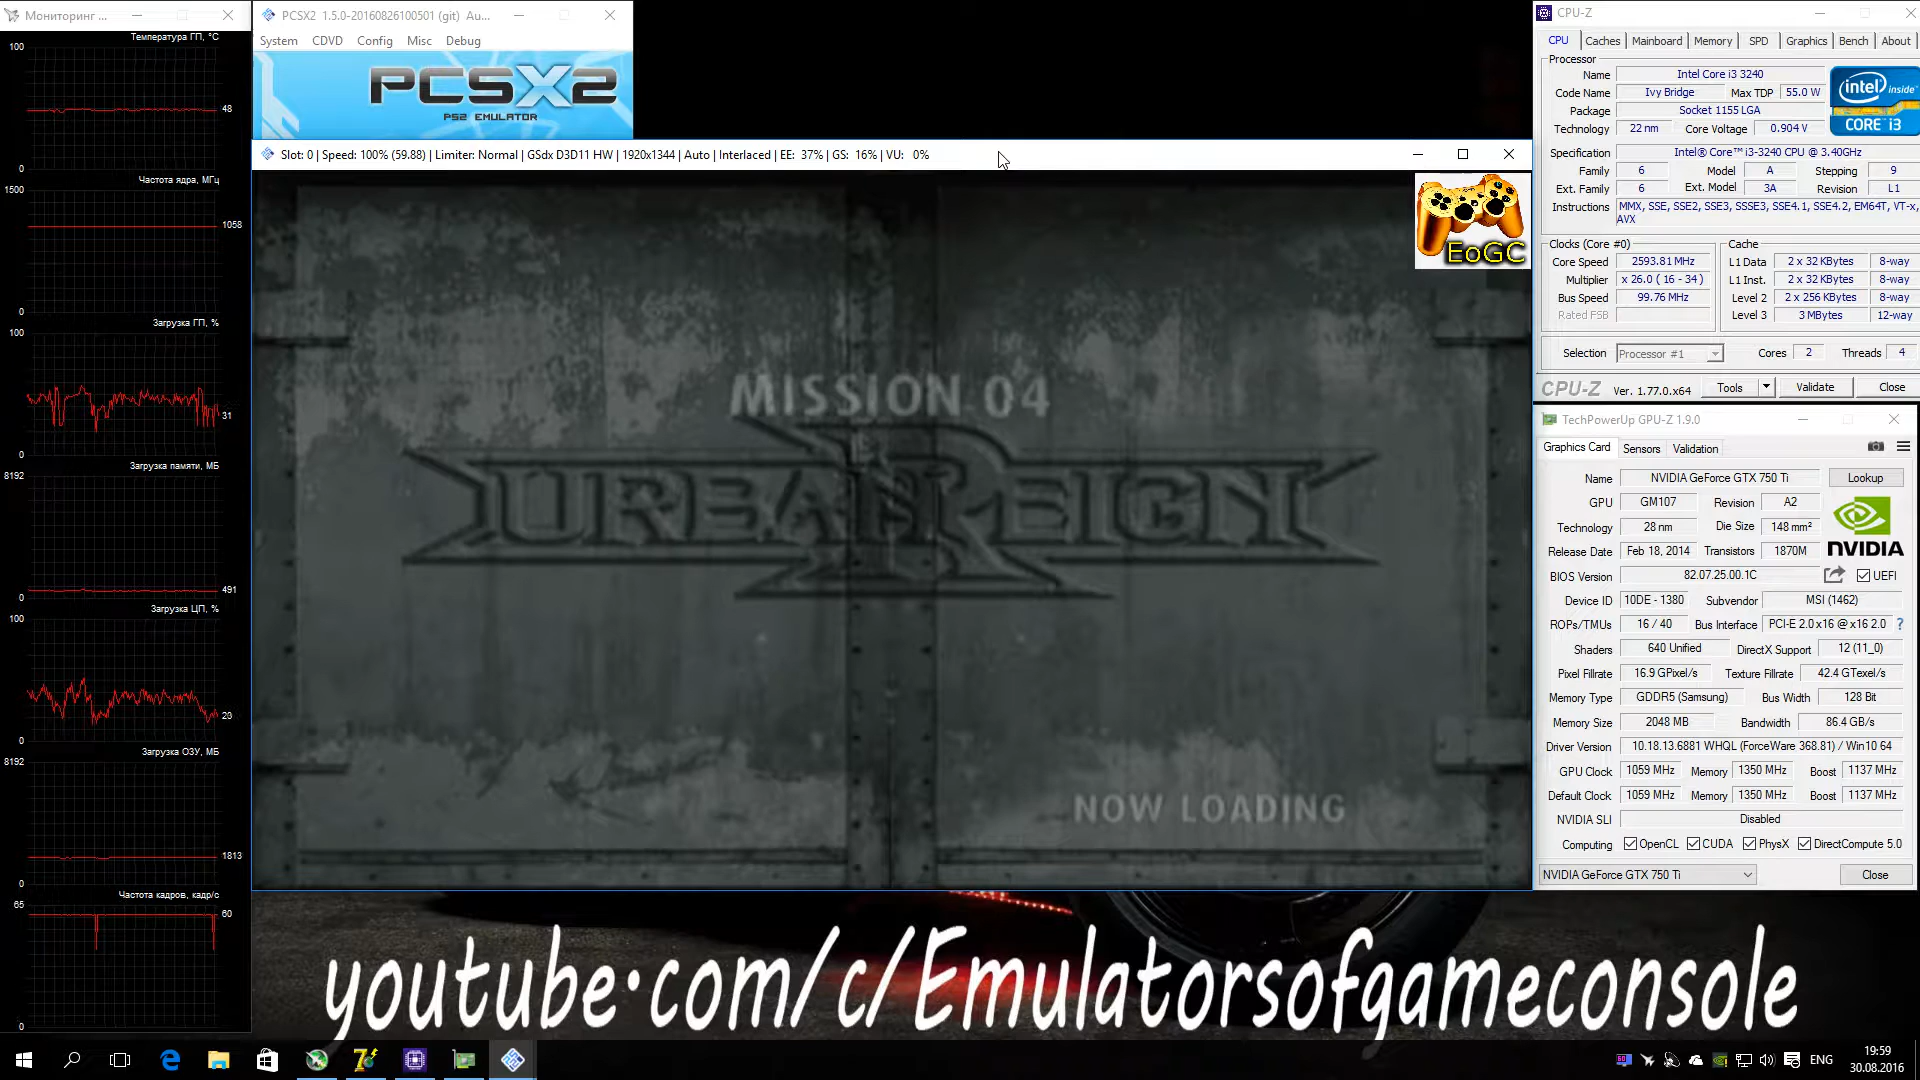 Мониторинг ...
Температура ГП, °C
100
48
0
Частота ядра, МГц
1500
1058
0
Загрузка ГП, %
100
31
0
Загрузка памяти, МБ
8192
491
0
Загрузка ЦП, %
100
20
0
Загрузка ОЗУ, МБ
8192
1813
0
Частота кадров, кадр/с
65
60
0
PCSX2 1.5.0-20160826100501 (git) Au...
System CDVD Config Misc Debug
PCSX2
PS2 EMULATOR
Slot: 0 | Speed: 100% (59.88) | Limiter: Normal | GSdx D3D11 HW | 1920x1344 | Auto | Interlaced | EE: 37% | GS: 16% | VU: 0%
EoGC
MISSION 04
URBAN REIGN
NOW LOADING
CPU-Z
CPU Caches Mainboard Memory SPD Graphics Bench About
Processor
Name Intel Core i3 3240
Code Name Ivy Bridge Max TDP 55.0 W
Package Socket 1155 LGA
Technology 22 nm Core Voltage 0.904 V
intel inside
CORE i3
Specification Intel® Core™ i3-3240 CPU @ 3.40GHz
Family 6 Model A Stepping 9
Ext. Family 6 Ext. Model 3A Revision L1
Instructions MMX, SSE, SSE2, SSE3, SSSE3, SSE4.1, SSE4.2, EM64T, VT-x,
AVX
Clocks (Core #0) Cache
Core Speed 2593.81 MHz L1 Data 2 x 32 KBytes 8-way
Multiplier x 26.0 ( 16 - 34 ) L1 Inst. 2 x 32 KBytes 8-way
Bus Speed 99.76 MHz Level 2 2 x 256 KBytes 8-way
Rated FSB Level 3 3 MBytes 12-way
Selection Processor #1 Cores 2 Threads 4
CPU-Z Ver. 1.77.0.x64 Tools Validate Close
TechPowerUp GPU-Z 1.9.0
Graphics Card Sensors Validation
Name NVIDIA GeForce GTX 750 Ti Lookup
GPU GM107 Revision A2
Technology 28 nm Die Size 148 mm²
Release Date Feb 18, 2014 Transistors 1870M
NVIDIA
BIOS Version 82.07.25.00.1C UEFI
Device ID 10DE - 1380 Subvendor MSI (1462)
ROPs/TMUs 16 / 40 Bus Interface PCI-E 2.0 x16 @ x16 2.0 ?
Shaders 640 Unified DirectX Support 12 (11_0)
Pixel Fillrate 16.9 GPixel/s Texture Fillrate 42.4 GTexel/s
Memory Type GDDR5 (Samsung) Bus Width 128 Bit
Memory Size 2048 MB Bandwidth 86.4 GB/s
Driver Version 10.18.13.6881 WHQL (ForceWare 368.81) / Win10 64
GPU Clock 1059 MHz Memory 1350 MHz Boost 1137 MHz
Default Clock 1059 MHz Memory 1350 MHz Boost 1137 MHz
NVIDIA SLI Disabled
Computing OpenCL CUDA PhysX DirectCompute 5.0
NVIDIA GeForce GTX 750 Ti Close
youtube.com/c/Emulatorsofgameconsole
ENG
19:59
30.08.2016